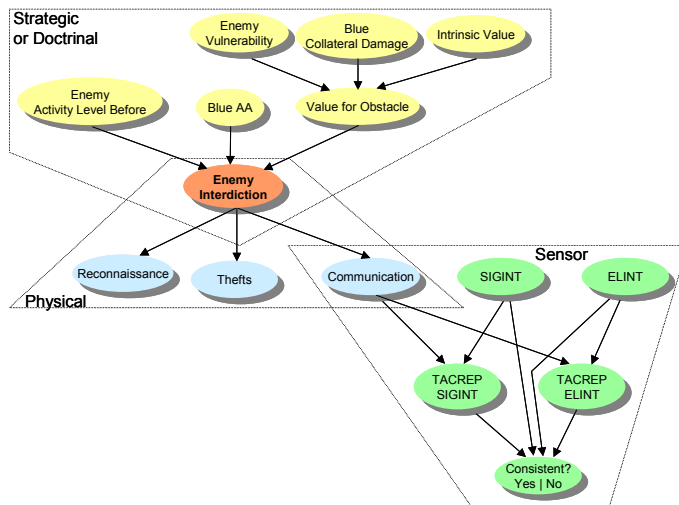 Strategic
or Doctrinal
Enemy
Vulnerability
Blue
Collateral Damage
Intrinsic Value
Enemy
Activity Level Before
Blue AA
Value for Obstacle
Enemy
Interdiction
Reconnaissance
Thefts
Communication
Physical
Sensor
SIGINT
ELINT
TACREP
SIGINT
TACREP
ELINT
Consistent?
Yes | No